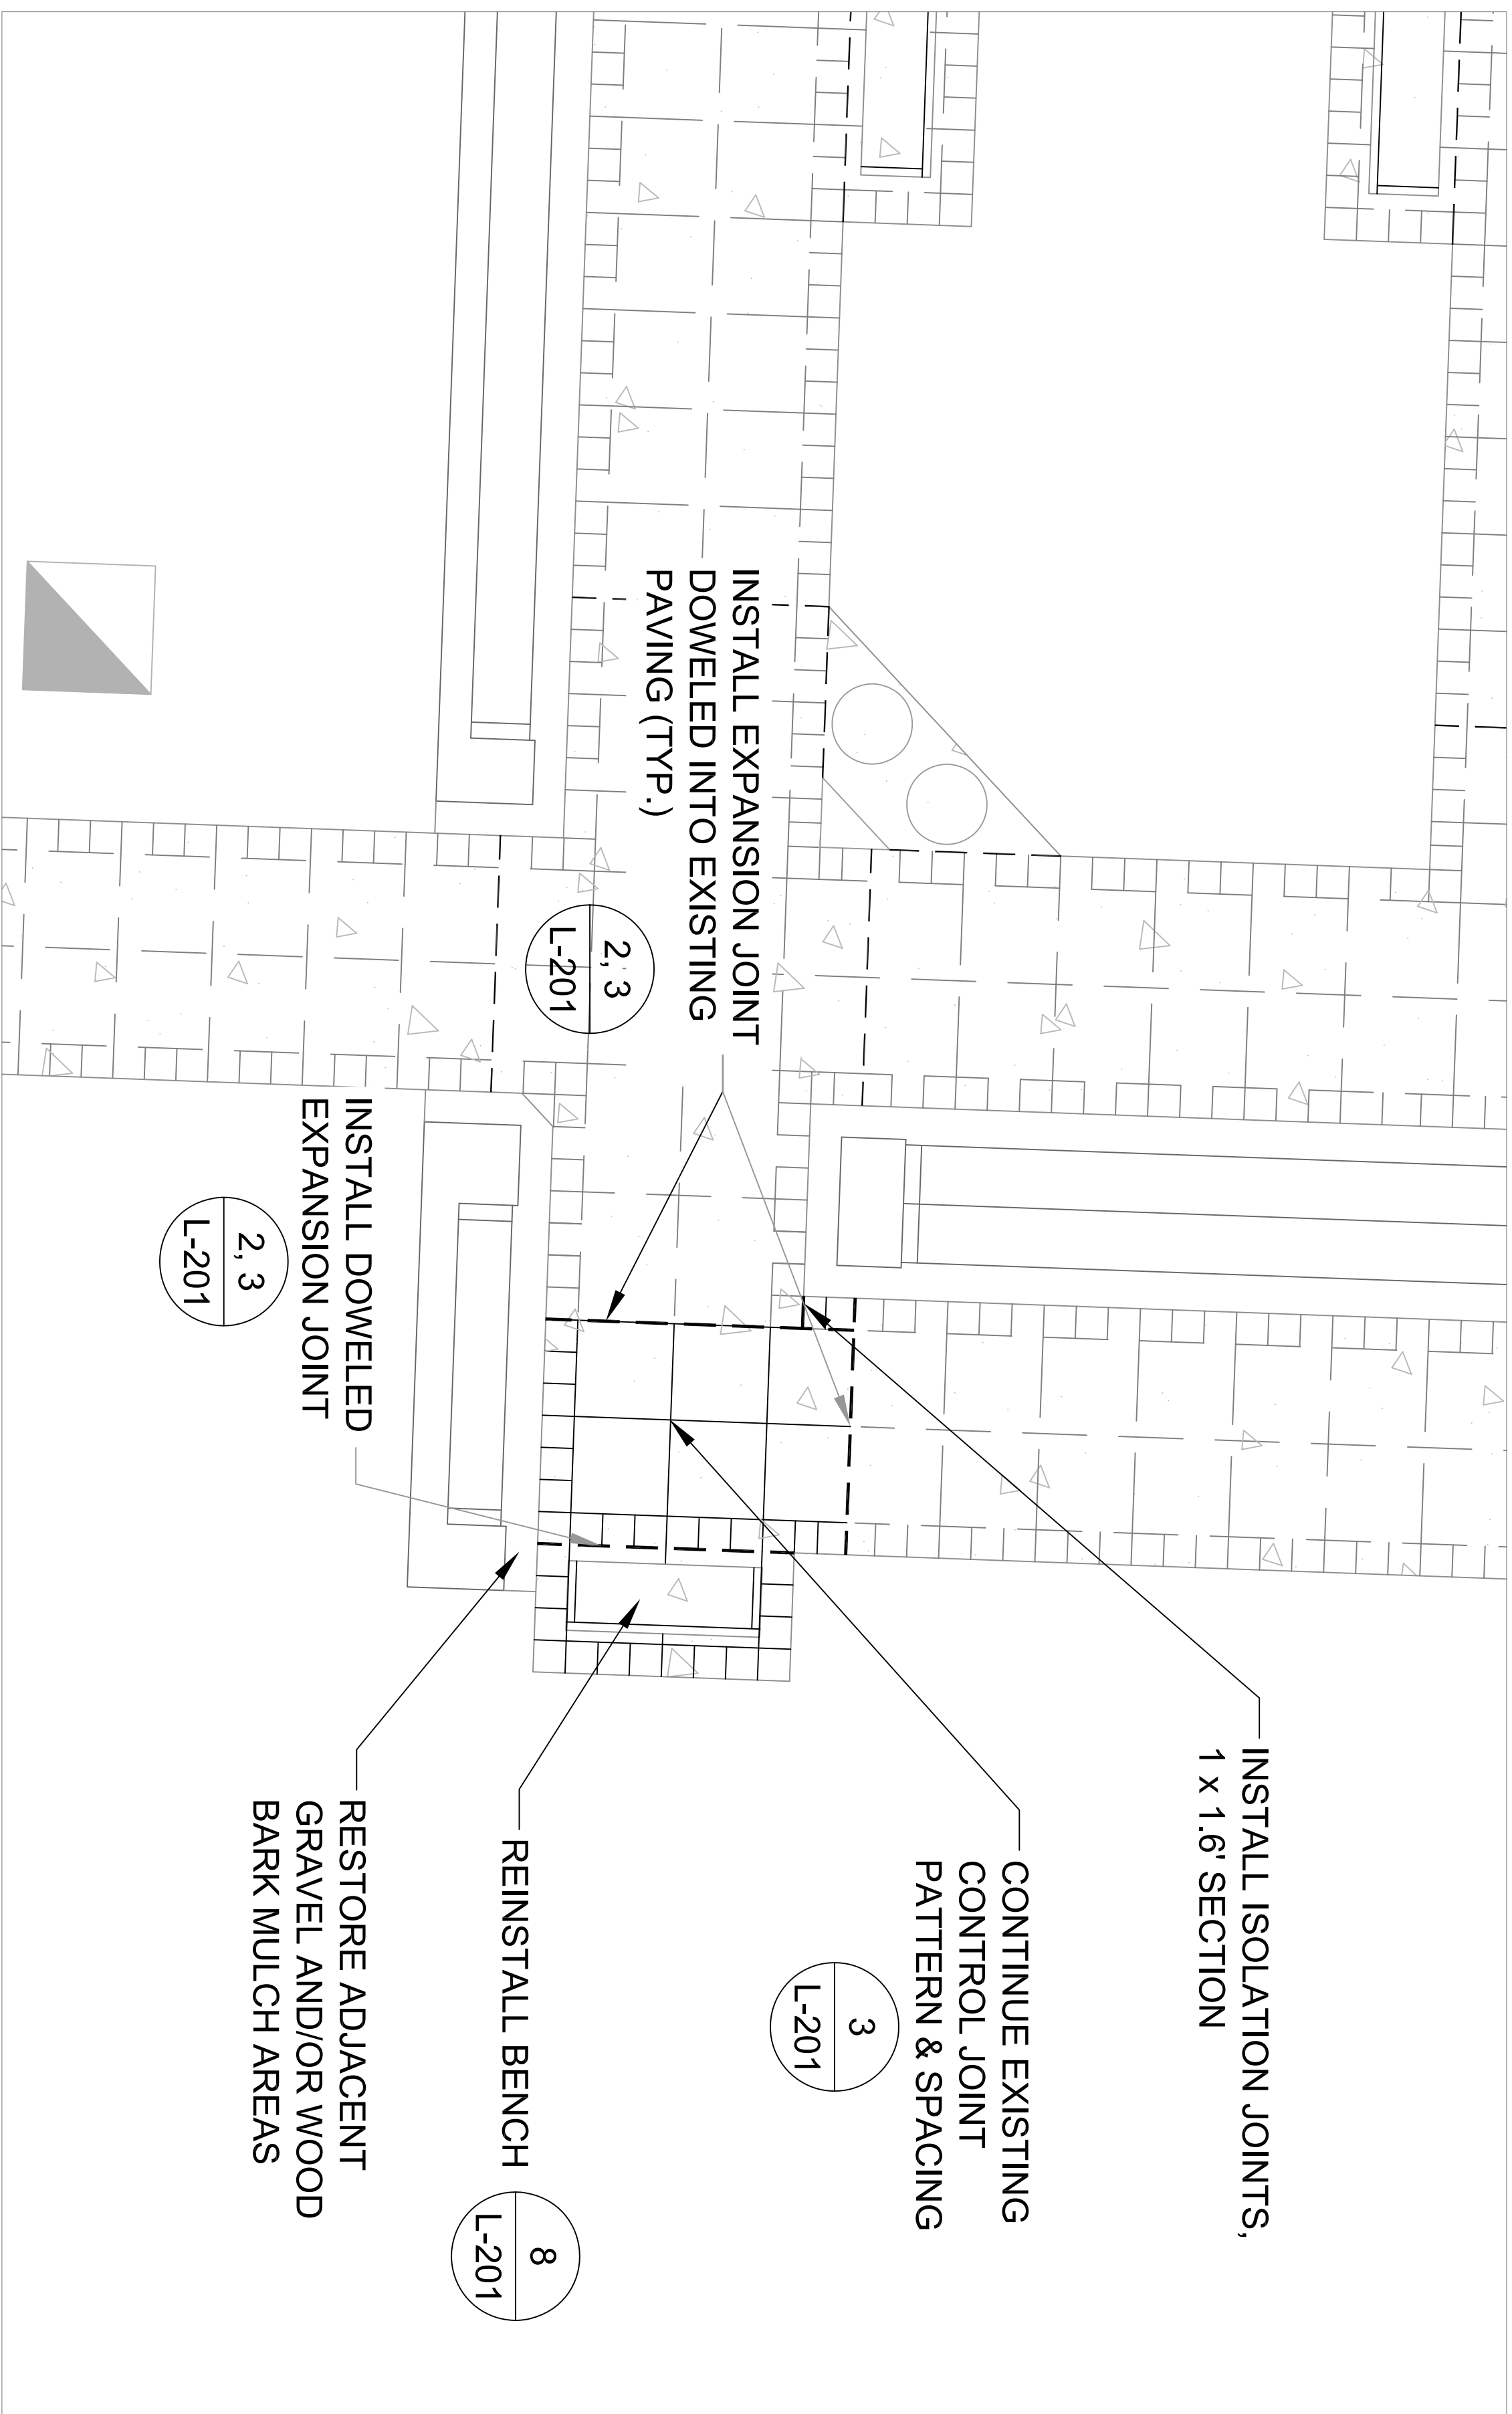 INSTALL ISOLATION JOINTS,
1 x 1.6' SECTION
CONTINUE EXISTING
CONTROL JOINT
PATTERN & SPACING
3
L-201
INSTALL EXPANSION JOINT
DOWELED INTO EXISTING
PAVING (TYP.)
2, 3
L-201
REINSTALL BENCH
8
L-201
INSTALL DOWELED
EXPANSION JOINT
2, 3
L-201
RESTORE ADJACENT
GRAVEL AND/OR WOOD
BARK MULCH AREAS